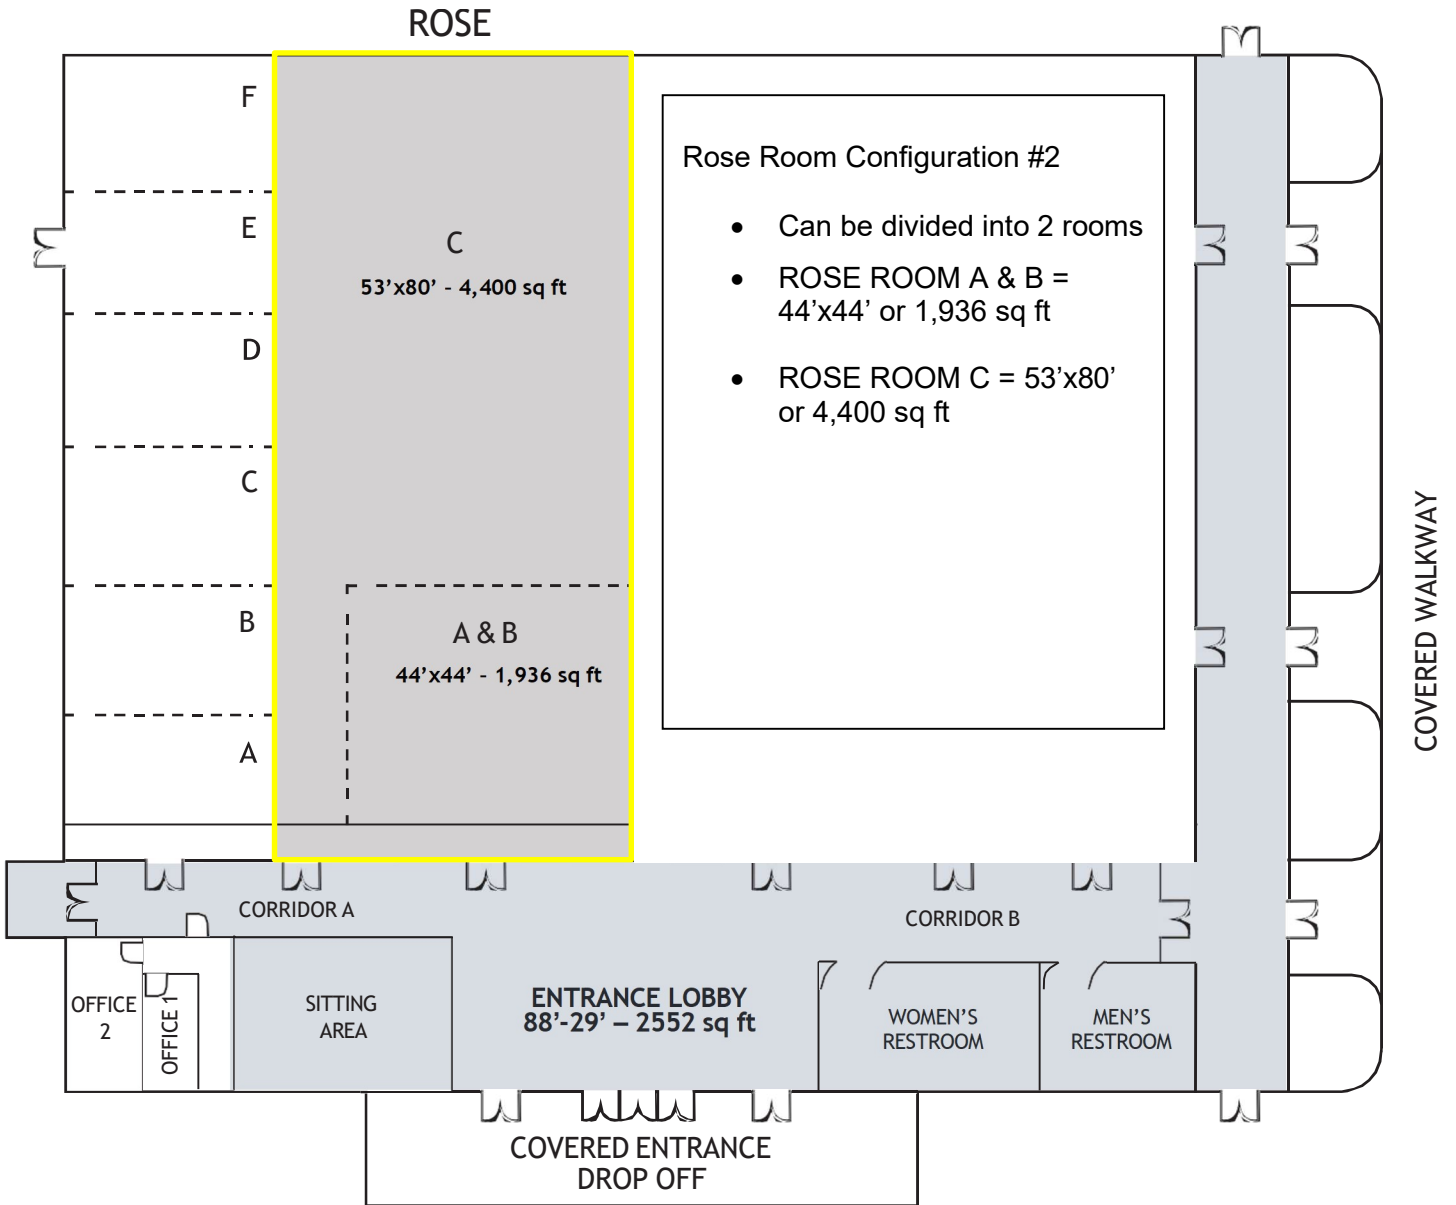 ROSE
F
E
D
C
B
A
C
53’x80’ - 4,400 sq ft
A & B
44’x44’ - 1,936 sq ft
Rose Room Configuration #2
• Can be divided into 2 rooms
• ROSE ROOM A & B =
44’x44’ or 1,936 sq ft
• ROSE ROOM C = 53’x80’
or 4,400 sq ft
COVERED WALKWAY
CORRIDOR A
CORRIDOR B
OFFICE
2
OFFICE 1
SITTING
AREA
ENTRANCE LOBBY
88’-29’ – 2552 sq ft
WOMEN’S
RESTROOM
MEN’S
RESTROOM
COVERED ENTRANCE
DROP OFF